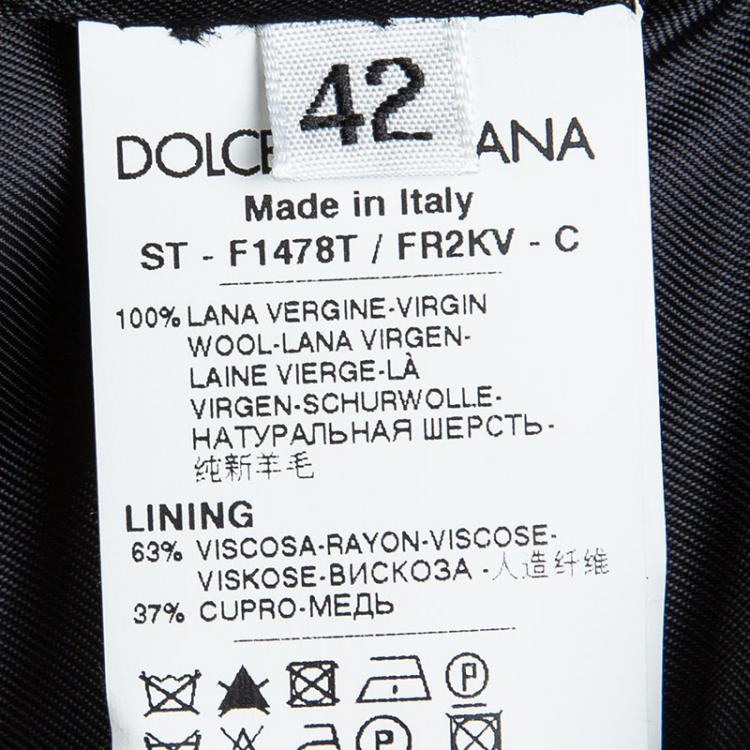 42
DOLCE ANA
Made in Italy
ST - F1478T / FR2KV - C
100% LANA VERGINE-VIRGIN
WOOL-LANA VIRGEN-
LAINE VIERGE-LÀ
VIRGEN-SCHURWOLLE-
НАТУРАЛЬНАЯ ШЕРСТЬ-
纯新羊毛
LINING
63% VISCOSA-RAYON-VISCOSE-
VISKOSE-ВИСКОЗА -人造纤维
37% CUPRO-МЕДЬ
P
P